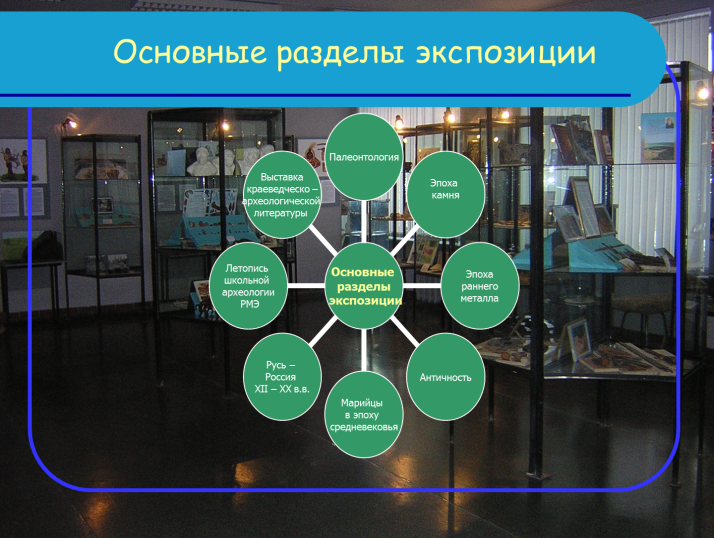 Основные разделы экспозиции
Палеонтология
Эпоха
камня
Эпоха
раннего
металла
Античность
Марийцы
в эпоху
средневековья
Русь –
Россия
XII – XX в.в.
Летопись
школьной
археологии
РМЭ
Выставка
краеведческо –
археологической
литературы
Основные
разделы
экспозиции